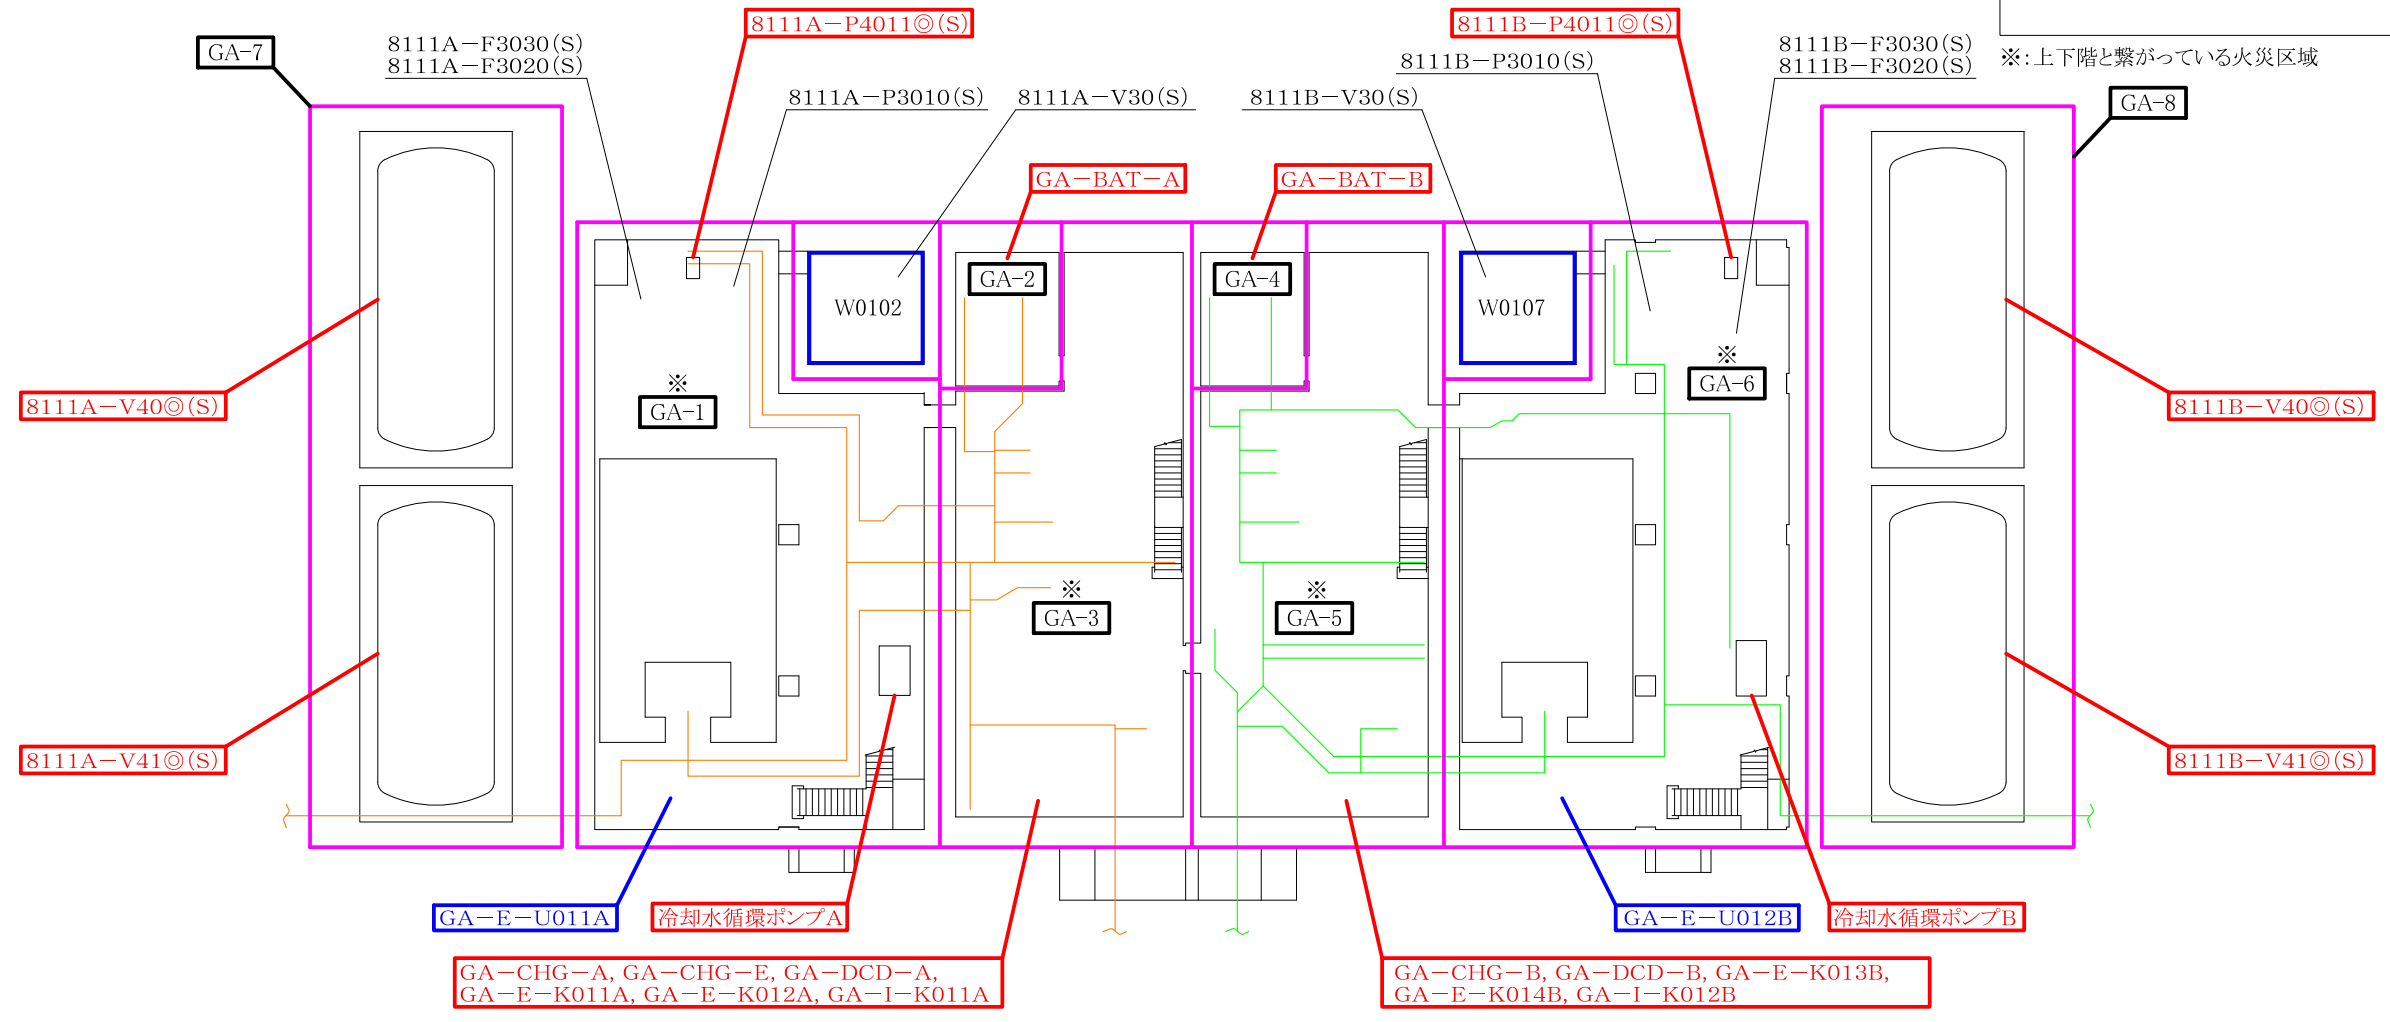 8111A-P4011◎(S)
8111B-P4011◎(S)
GA-7
8111A-F3030(S)
8111A-F3020(S)
8111B-P3010(S)
8111B-F3030(S)
8111B-F3020(S)
※:上下階と繋がっている火災区域
8111A-P3010(S)
8111A-V30(S)
8111B-V30(S)
GA-8
GA-BAT-A
GA-BAT-B
GA-2
GA-4
W0102
W0107
※
GA-1
※
GA-6
8111A-V40◎(S)
8111B-V40◎(S)
※
GA-3
※
GA-5
8111A-V41◎(S)
8111B-V41◎(S)
GA-E-U011A
冷却水循環ポンプA
GA-E-U012B
冷却水循環ポンプB
GA-CHG-A, GA-CHG-E, GA-DCD-A,
GA-E-K011A, GA-E-K012A, GA-I-K011A
GA-CHG-B, GA-DCD-B, GA-E-K013B,
GA-E-K014B, GA-I-K012B